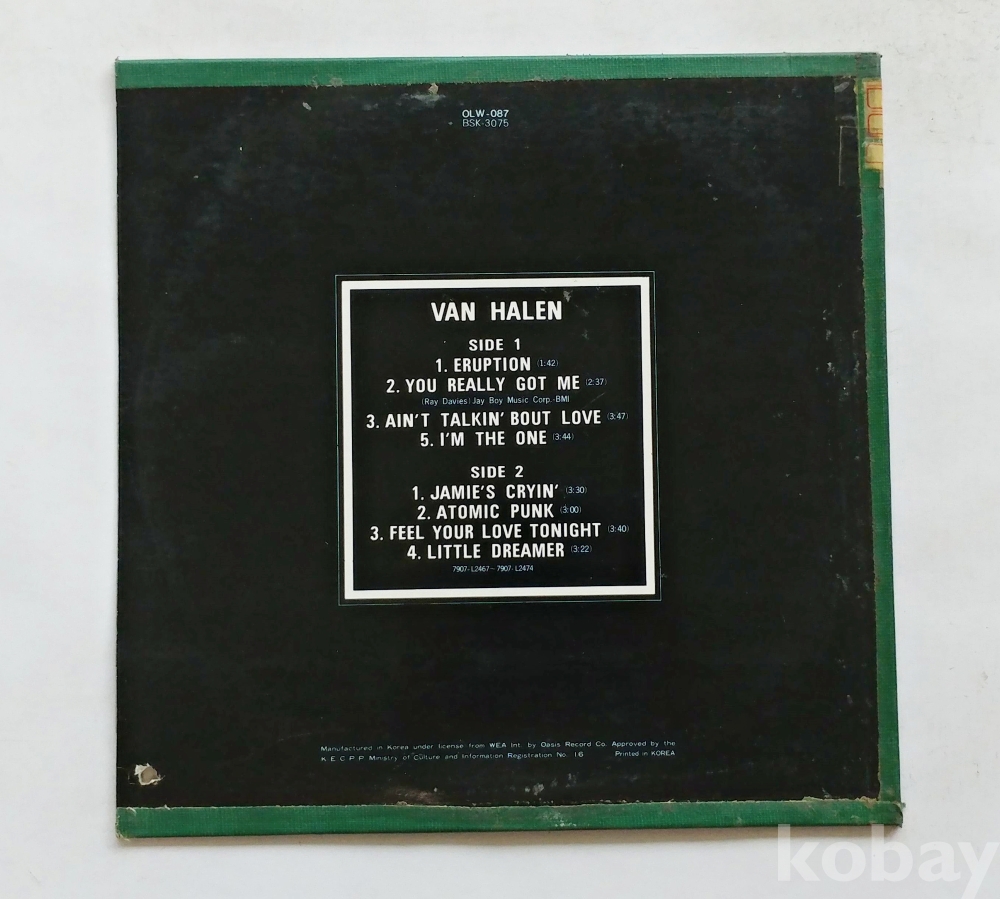 OLW-087
BSK-3075
VAN HALEN
SIDE 1
1. ERUPTION (1:42)
2. YOU REALLY GOT ME (2:37)
(Ray Davies) Jay Boy Music Corp.-BMI
3. AIN'T TALKIN' BOUT LOVE (3:47)
5. I'M THE ONE (3:44)
SIDE 2
1. JAMIE'S CRYIN' (3:30)
2. ATOMIC PUNK (3:00)
3. FEEL YOUR LOVE TONIGHT (3:40)
4. LITTLE DREAMER (3:22)
7907-L2467~7907-L2474
Manufactured in Korea under license from WEA Int. by Oasis Record Co. Approved by the
K.E.C.P.P Ministry of Culture and Information Registration No. 16 Printed in KOREA
kobay